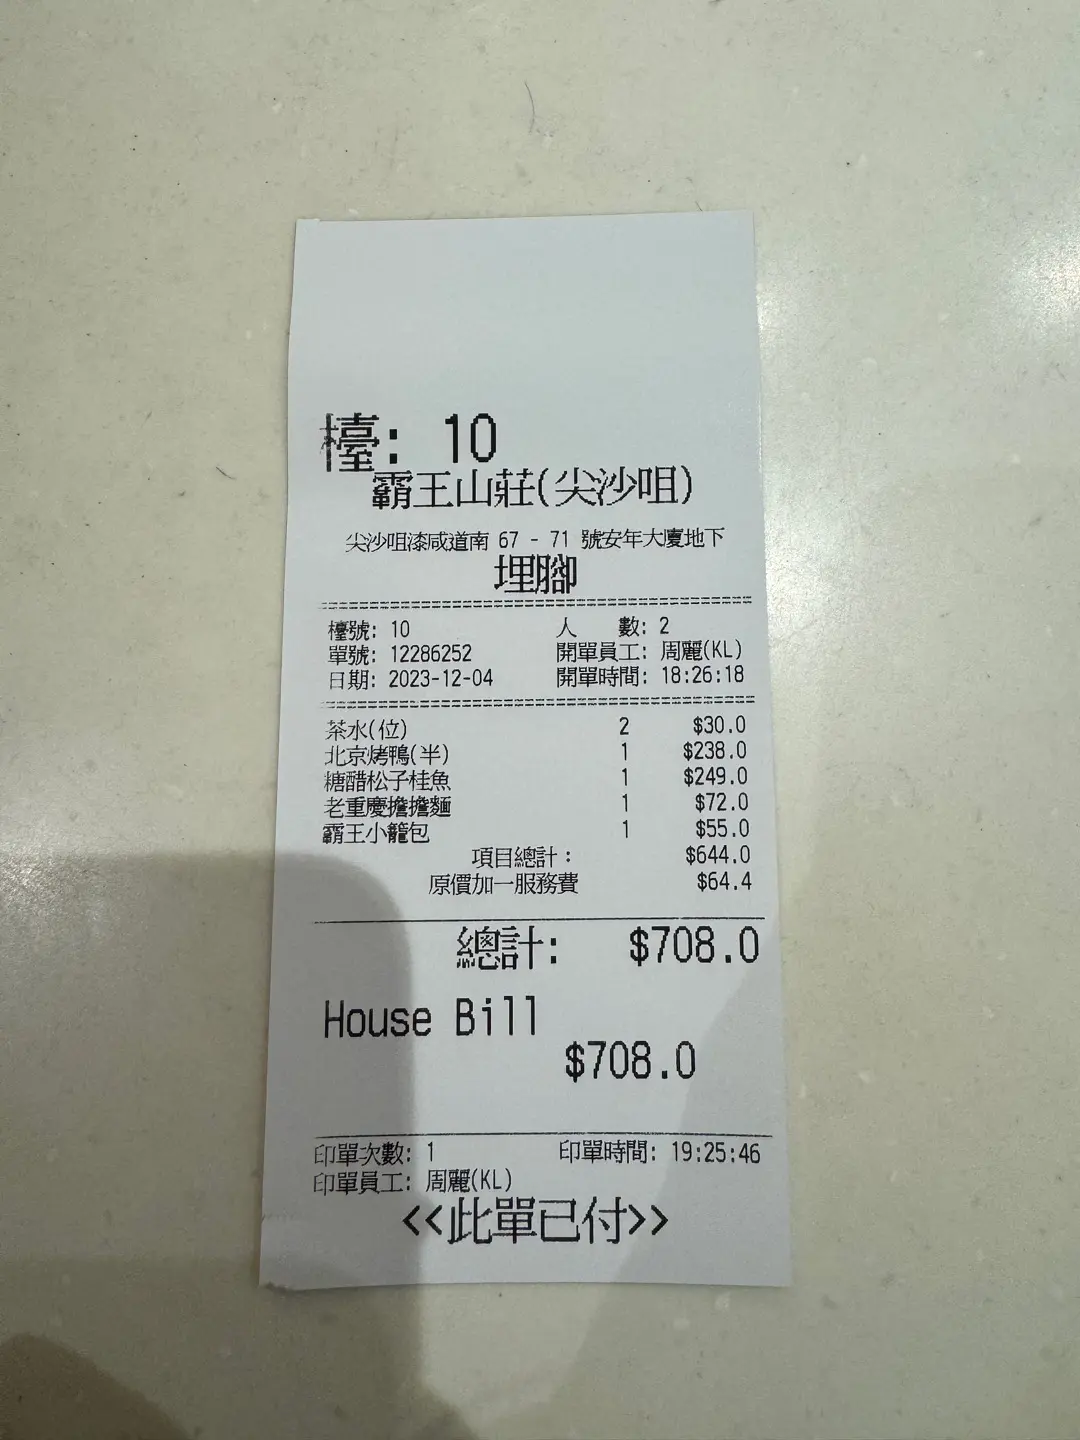 檯: 10
霸王山莊(尖沙咀)
尖沙咀漆咸道南 67 - 71 號安年大廈地下
埋腳
檯號: 10 人 數: 2
單號: 12286252 開單員工: 周麗(KL)
日期: 2023-12-04 開單時間: 18:26:18
茶水(位) 2 $30.0
北京烤鴨(半) 1 $238.0
糖醋松子桂魚 1 $249.0
老重慶擔擔麵 1 $72.0
霸王小籠包 1 $55.0
項目總計： $644.0
原價加一服務費 $64.4
總計: $708.0
House Bill
$708.0
印單次數: 1 印單時間: 19:25:46
印單員工: 周麗(KL)
<<此單已付>>